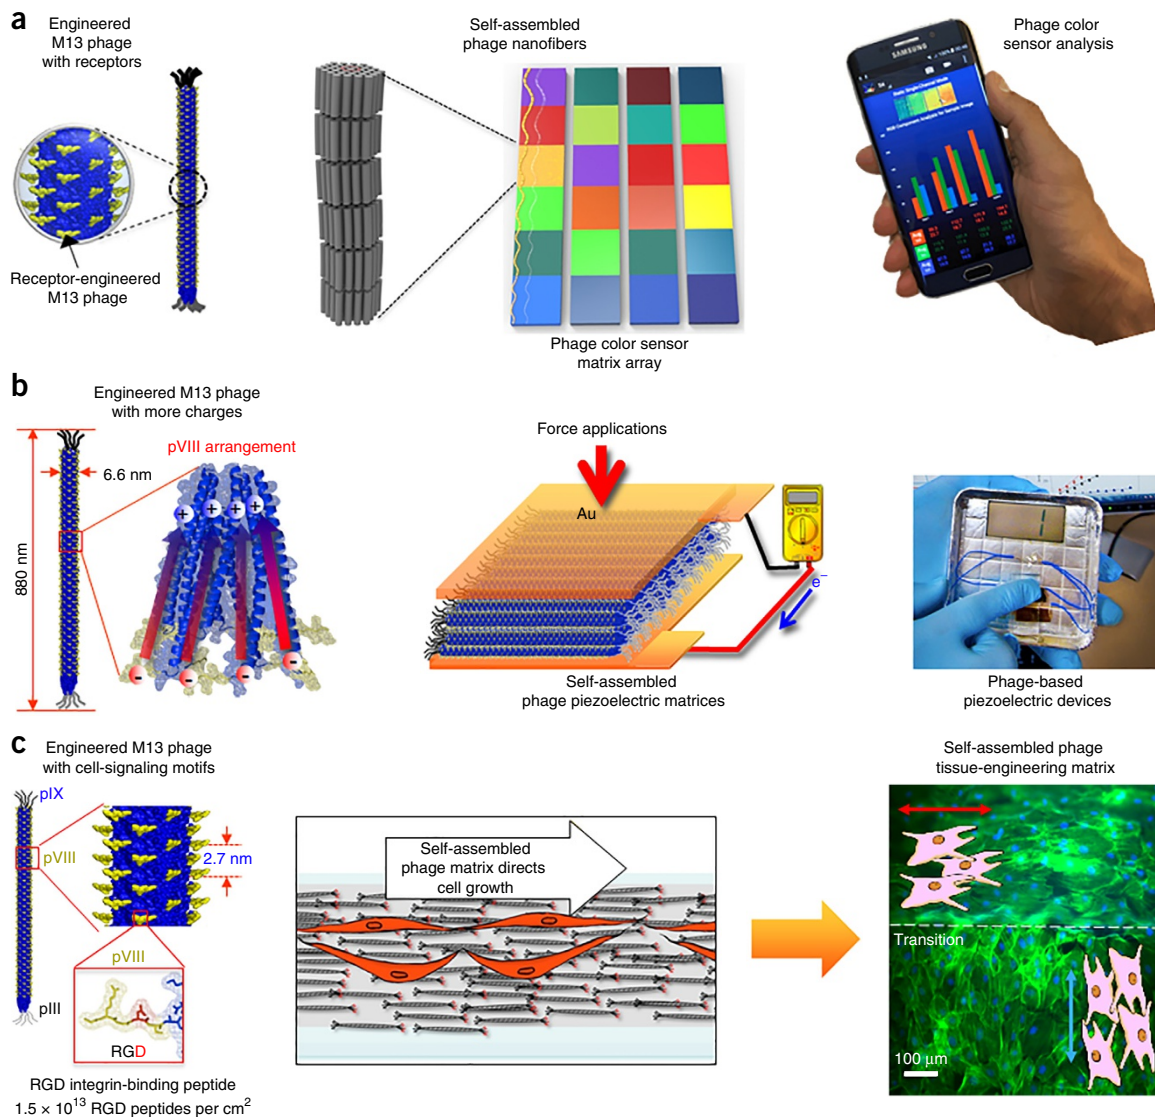 a
Engineered
M13 phage
with receptors
Receptor-engineered
M13 phage
Self-assembled
phage nanofibers
Phage color sensor
matrix array
Phage color
sensor analysis
SAMSUNG
b
Engineered M13 phage
with more charges
pVIII arrangement
6.6 nm
880 nm
+ + + +
- - - -
Force applications
Au
e−
Self-assembled
phage piezoelectric matrices
1
Phage-based
piezoelectric devices
c
Engineered M13 phage
with cell-signaling motifs
pIX
pVIII
2.7 nm
pVIII
pIII
RGD
RGD integrin-binding peptide
1.5 × 10¹³ RGD peptides per cm²
Self-assembled
phage matrix directs
cell growth
Self-assembled phage
tissue-engineering matrix
Transition
100 µm